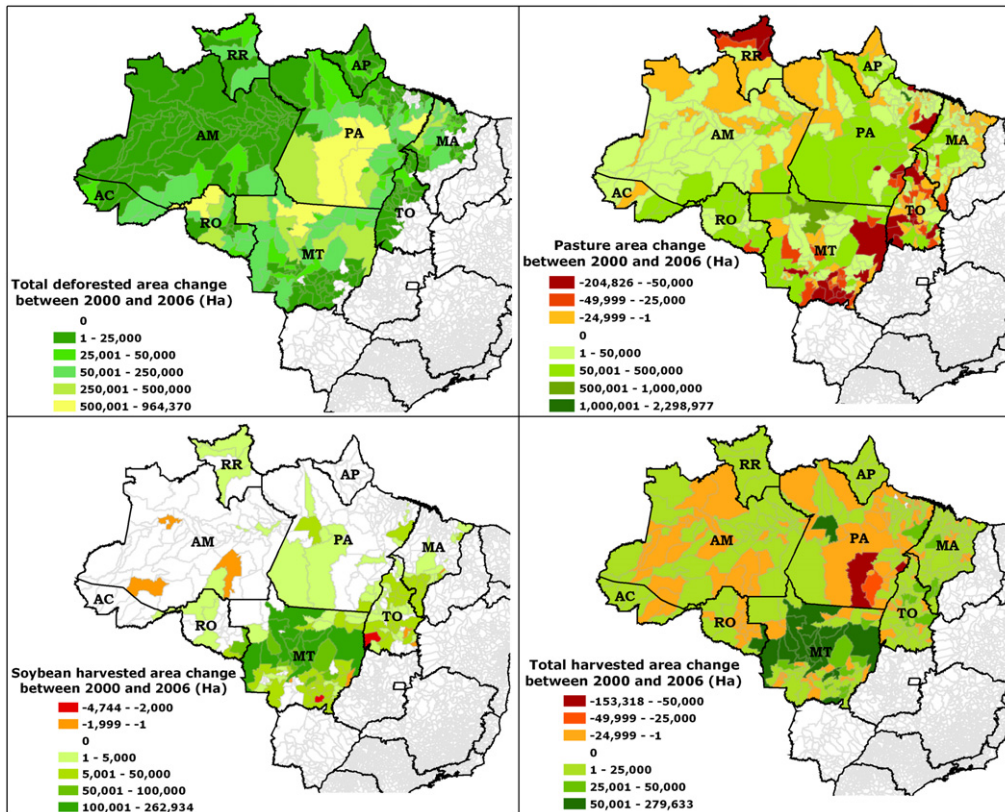 RR
AP
AM
PA
MA
AC
RO
TO
MT
Total deforested area change
between 2000 and 2006 (Ha)
0
1 - 25,000
25,001 - 50,000
50,001 - 250,000
250,001 - 500,000
500,001 - 964,370
RR
AP
AM
PA
MA
AC
RO
TO
MT
Pasture area change
between 2000 and 2006 (Ha)
-204,826 - -50,000
-49,999 - -25,000
-24,999 - -1
0
1 - 50,000
50,001 - 500,000
500,001 - 1,000,000
1,000,001 - 2,298,977
RR
AP
AM
PA
MA
AC
RO
TO
MT
Soybean harvested area change
between 2000 and 2006 (Ha)
-4,744 - -2,000
-1,999 - -1
0
1 - 5,000
5,001 - 50,000
50,001 - 100,000
100,001 - 262,934
RR
AP
AM
PA
MA
AC
RO
TO
MT
Total harvested area change
between 2000 and 2006 (Ha)
-153,318 - -50,000
-49,999 - -25,000
-24,999 - -1
0
1 - 25,000
25,001 - 50,000
50,001 - 279,633